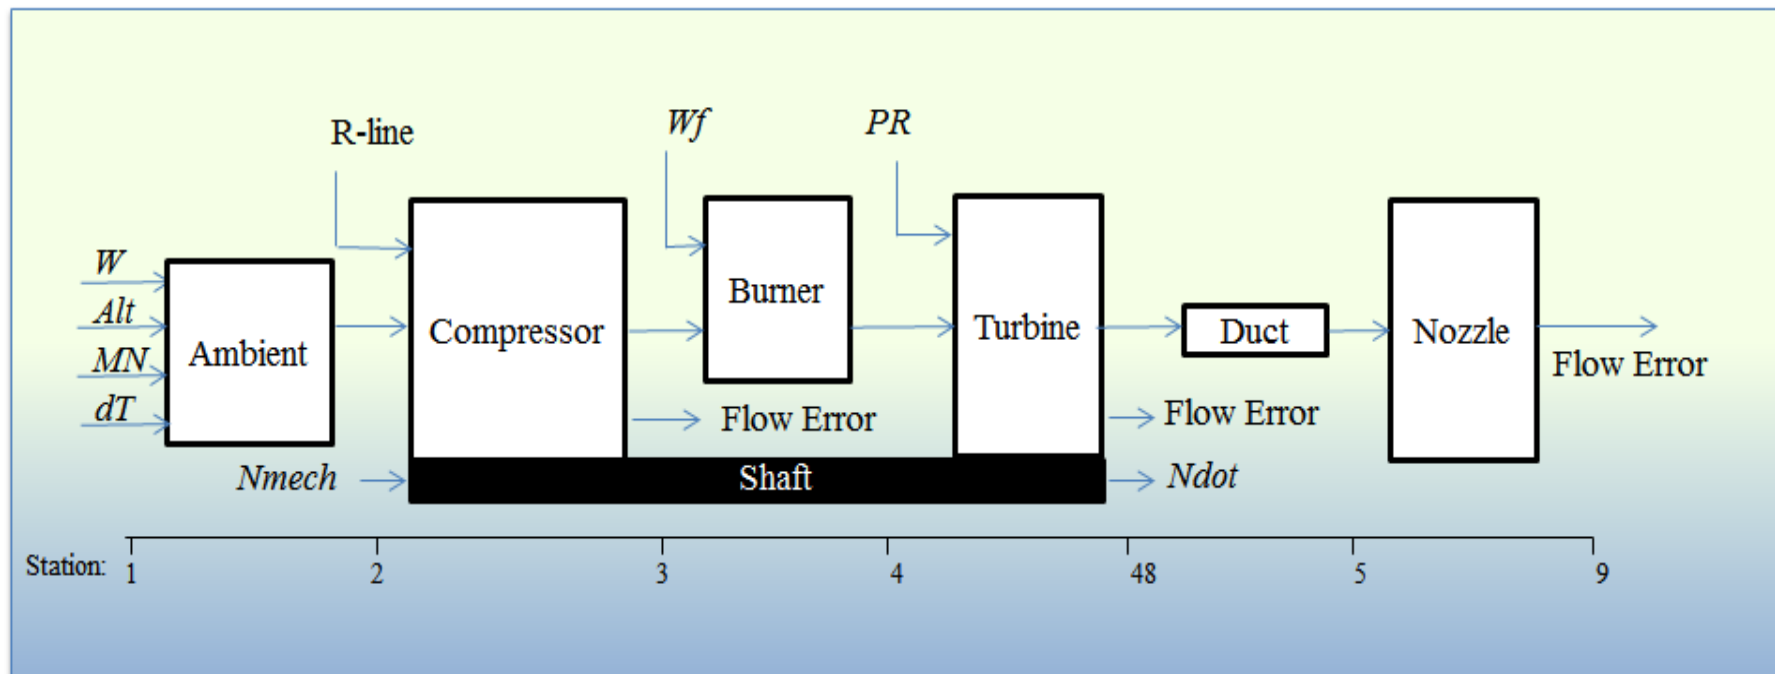 R-line
Wf
PR
W
Alt
MN
dT
Ambient
Compressor
Burner
Turbine
Duct
Nozzle
Flow Error
Flow Error
Flow Error
Nmech
Shaft
Ndot
Station: 1 2 3 4 48 5 9